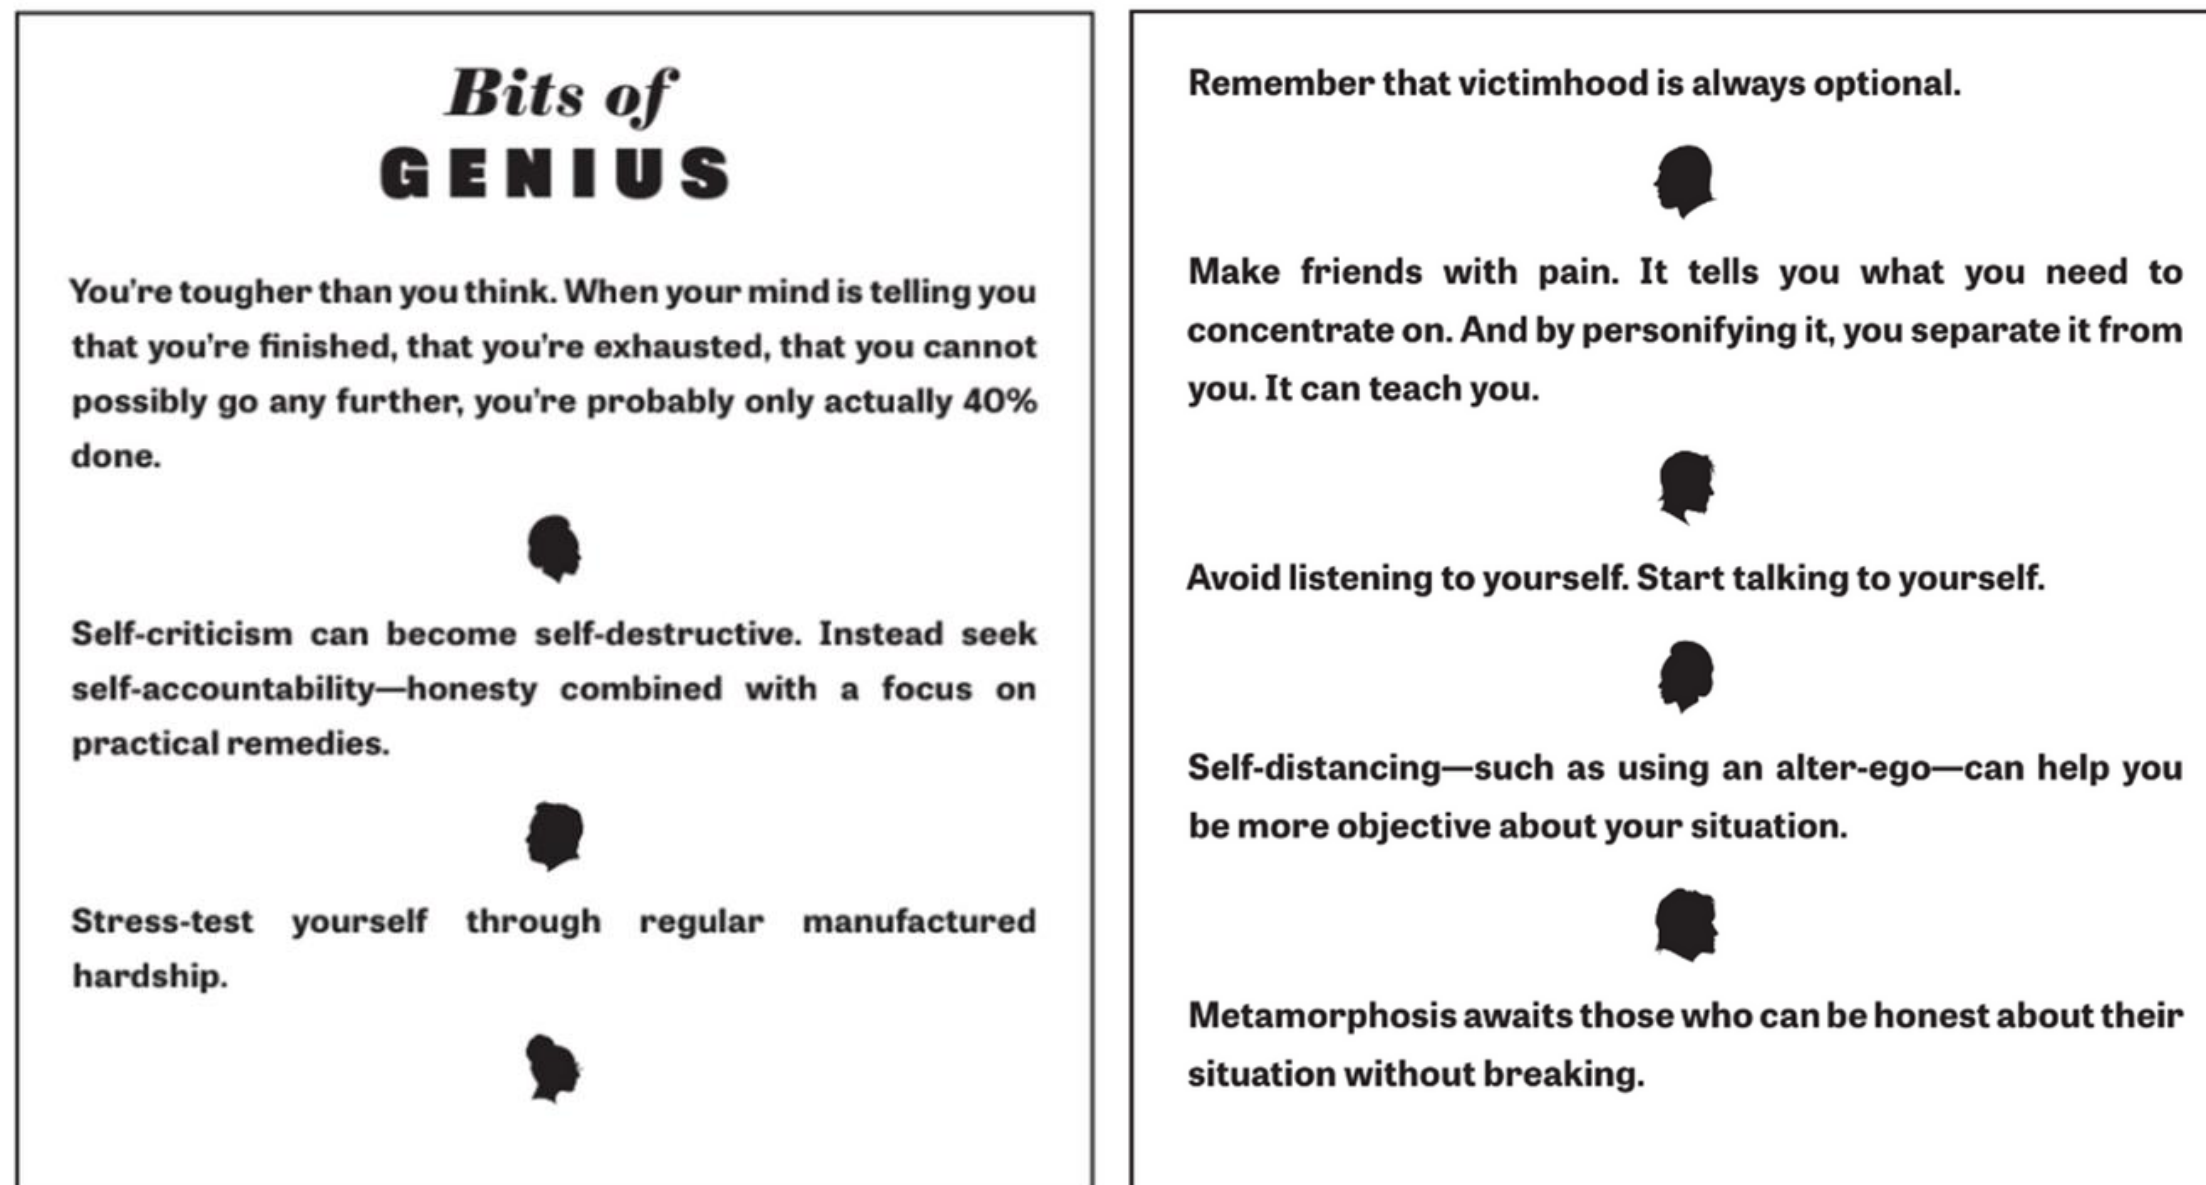 Bits of
GENIUS
You're tougher than you think. When your mind is telling you
that you're finished, that you're exhausted, that you cannot
possibly go any further, you're probably only actually 40%
done.
Self-criticism can become self-destructive. Instead seek
self-accountability—honesty combined with a focus on
practical remedies.
Stress-test yourself through regular manufactured
hardship.
Remember that victimhood is always optional.
Make friends with pain. It tells you what you need to
concentrate on. And by personifying it, you separate it from
you. It can teach you.
Avoid listening to yourself. Start talking to yourself.
Self-distancing—such as using an alter-ego—can help you
be more objective about your situation.
Metamorphosis awaits those who can be honest about their
situation without breaking.